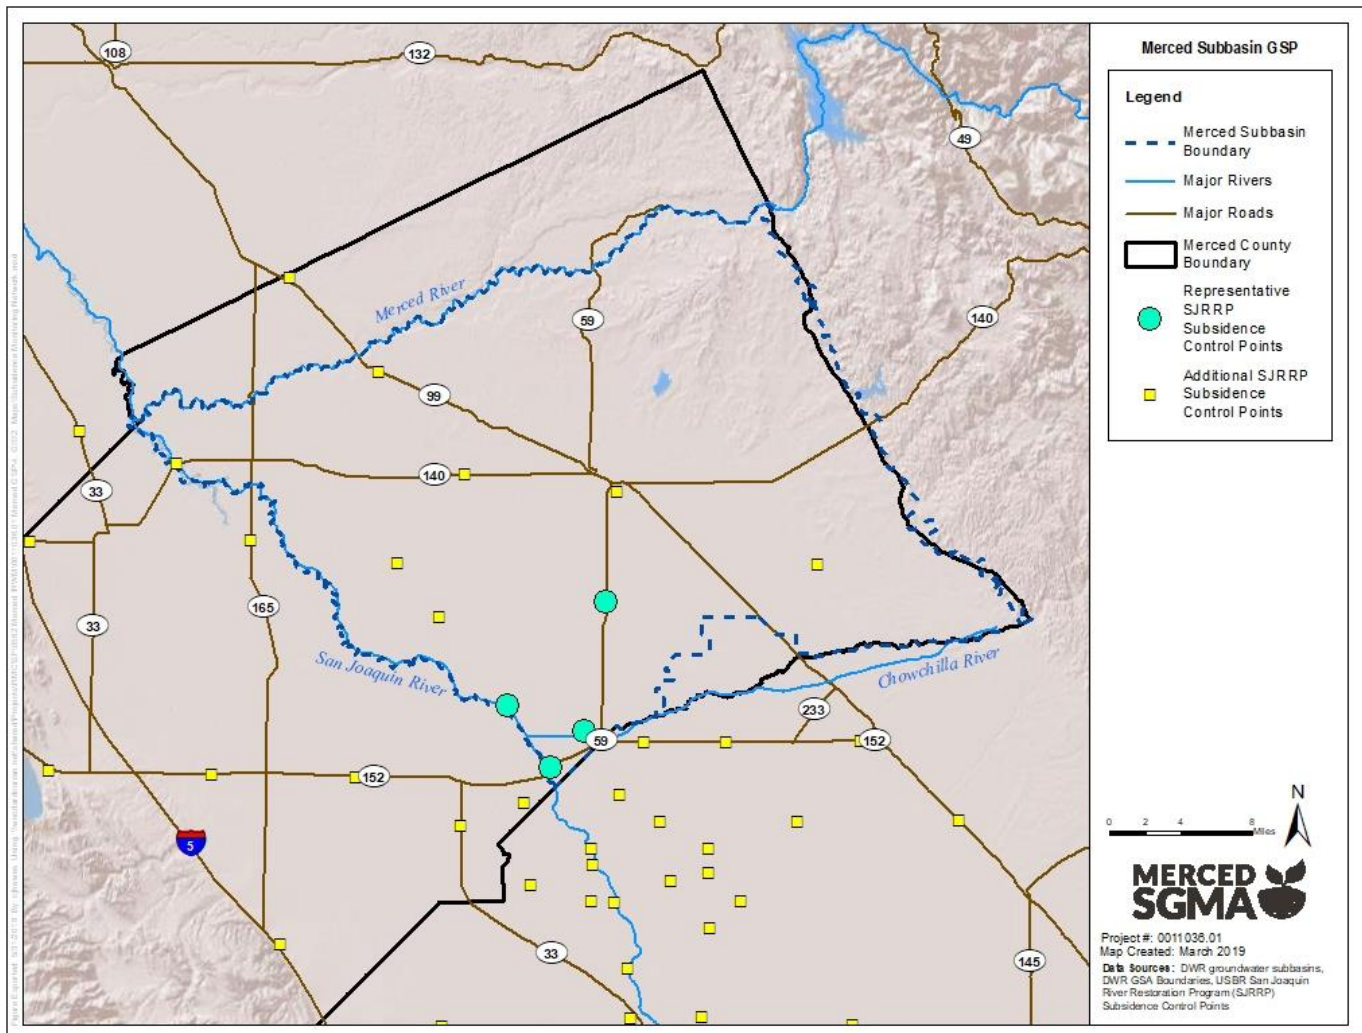 Merced Subbasin GSP
Legend
Merced Subbasin
Boundary
Major Rivers
Major Roads
Merced County
Boundary
Representative
SJRRP
Subsidence
Control Points
Additional SJRRP
Subsidence
Control Points
108
132
49
Merced River
59
140
99
140
33
165
33
San Joaquin River
Chowchilla River
233
59
152
152
5
33
145
N
0 2 4 8
Miles
MERCED
SGMA
Project #: 0011036.01
Map Created: March 2019
Data Sources: DWR groundwater subbasins,
DWR GSA Boundaries, USBR San Joaquin
River Restoration Program (SJRRP)
Subsidence Control Points